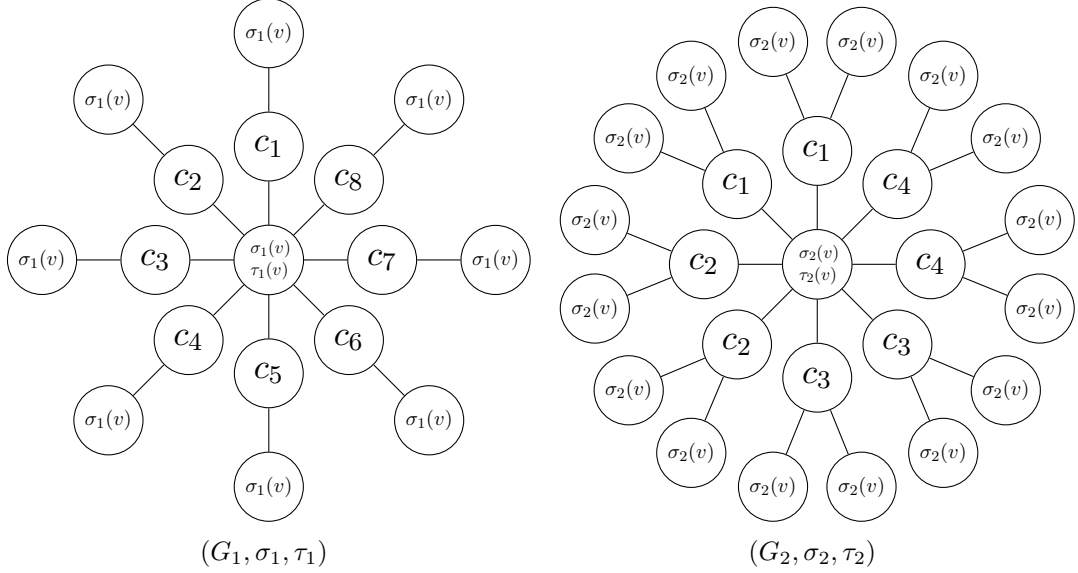 σ₁(v)
σ₁(v)
σ₁(v)
c₁
c₂
c₈
σ₁(v)
c₃
σ₁(v)
τ₁(v)
c₇
σ₁(v)
c₄
c₆
c₅
σ₁(v)
σ₁(v)
σ₁(v)
(G₁, σ₁, τ₁)
σ₂(v)
σ₂(v)
σ₂(v)
σ₂(v)
σ₂(v)
σ₂(v)
c₁
c₁
c₄
σ₂(v)
σ₂(v)
c₂
σ₂(v)
τ₂(v)
c₄
σ₂(v)
σ₂(v)
c₂
c₃
c₃
σ₂(v)
σ₂(v)
σ₂(v)
σ₂(v)
σ₂(v)
σ₂(v)
(G₂, σ₂, τ₂)